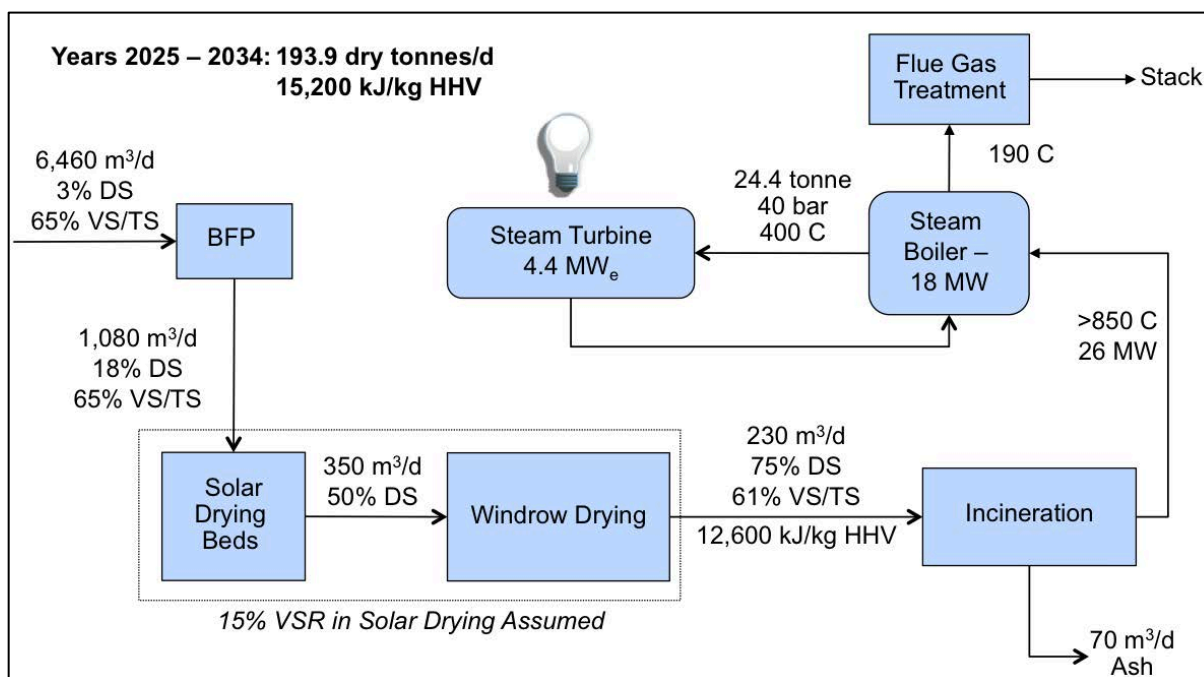 Years 2025 – 2034: 193.9 dry tonnes/d
15,200 kJ/kg HHV
Flue Gas
Treatment
Stack
6,460 m³/d
3% DS
65% VS/TS
BFP
190 C
24.4 tonne
40 bar
400 C
Steam Turbine
4.4 MWₑ
Steam
Boiler –
18 MW
>850 C
26 MW
1,080 m³/d
18% DS
65% VS/TS
Solar
Drying
Beds
350 m³/d
50% DS
Windrow Drying
230 m³/d
75% DS
61% VS/TS
12,600 kJ/kg HHV
Incineration
15% VSR in Solar Drying Assumed
70 m³/d
Ash